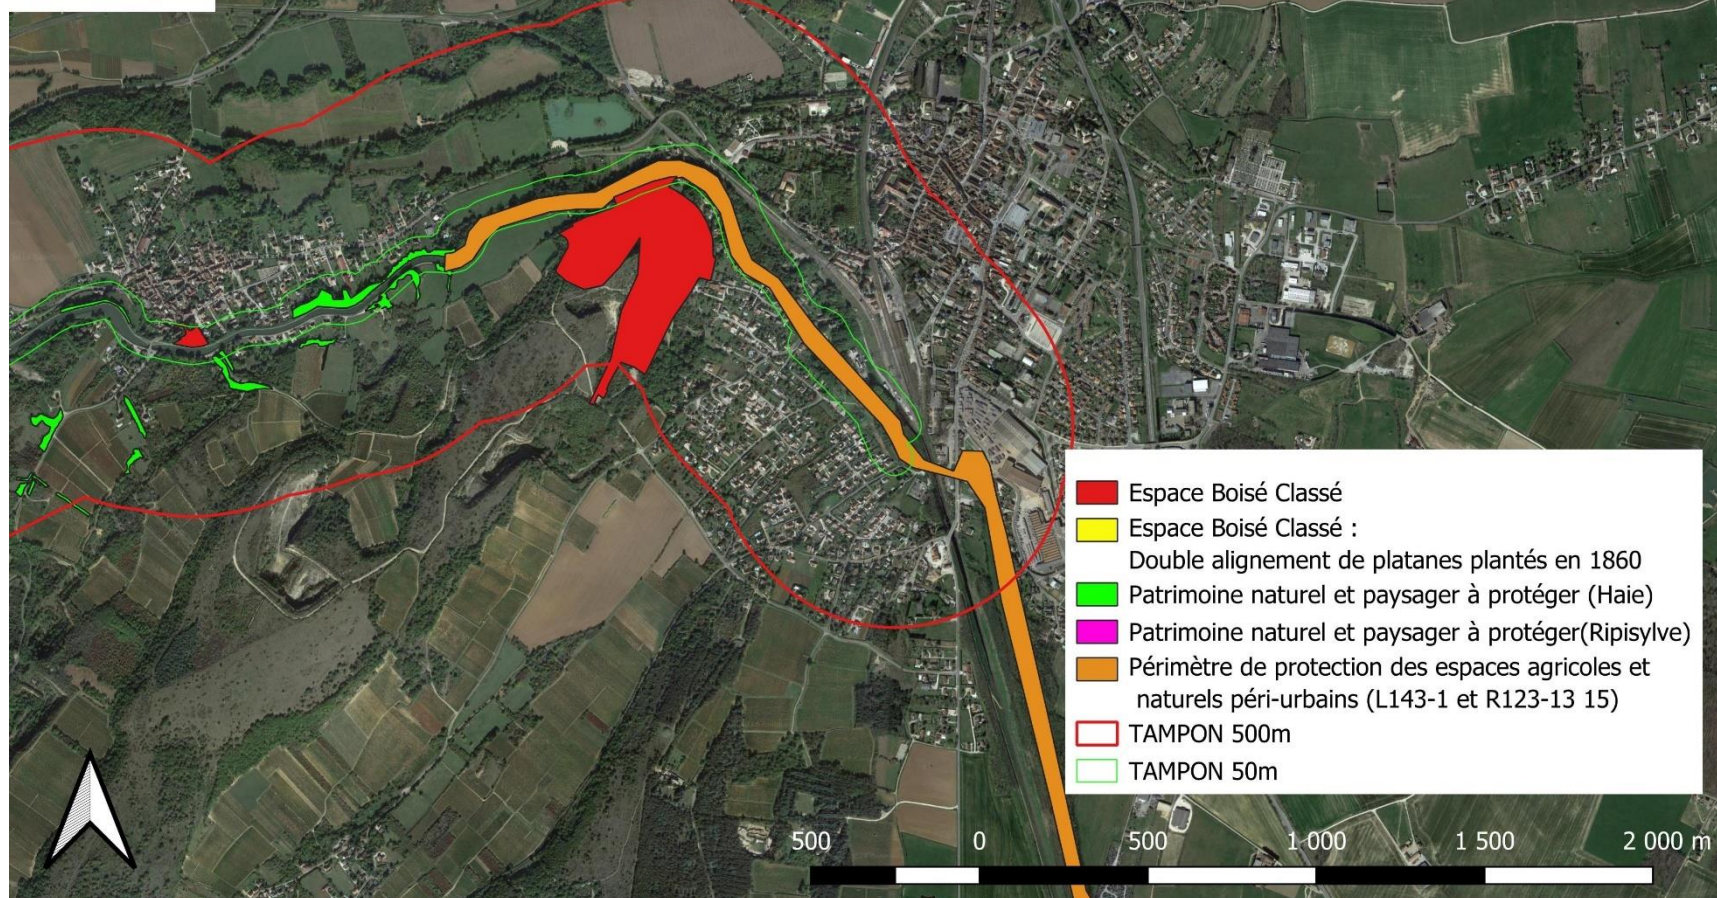 Espace Boisé Classé
Espace Boisé Classé :
Double alignement de platanes plantés en 1860
Patrimoine naturel et paysager à protéger (Haie)
Patrimoine naturel et paysager à protéger(Ripisylve)
Périmètre de protection des espaces agricoles et
naturels péri-urbains (L143-1 et R123-13 15)
TAMPON 500m
TAMPON 50m
500 0 500 1 000 1 500 2 000 m